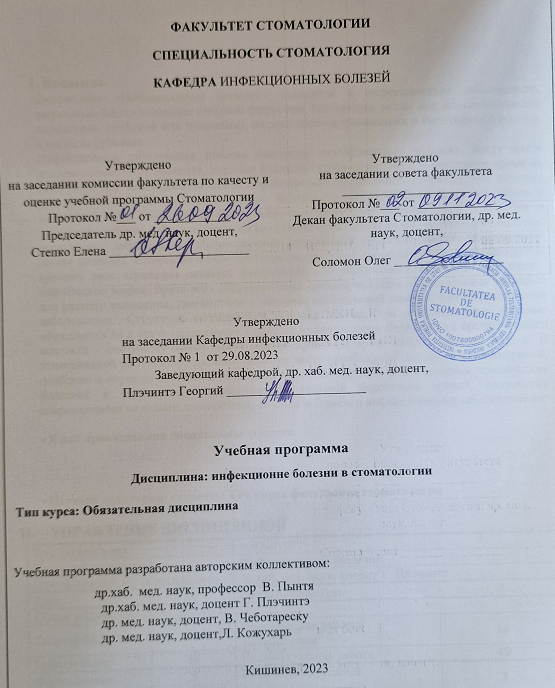 ФАКУЛЬТЕТ СТОМАТОЛОГИИ
СПЕЦИАЛЬНОСТЬ СТОМАТОЛОГИЯ
КАФЕДРА ИНФЕКЦИОННЫХ БОЛЕЗЕЙ
Утверждено
на заседании комиссии факультета по качесту и
оценке учебной программы Стоматологии
Протокол № 01 от 26 09 2023
Председатель др. мед. наук, доцент,
Степко Елена
Утверждено
на заседании совета факультета
Протокол № 02 от 09 11 2023
Декан факультета Стоматологии, др. мед.
наук, доцент,
Соломон Олег
FACULTATEA
DE
STOMATOLOGIE
Утверждено
на заседании Кафедры инфекционных болезей
Протокол № 1 от 29.08.2023
Заведующий кафедрой, др. хаб. мед. наук, доцент,
Плэчинтэ Георгий
Учебная программа
Дисциплина: инфекционе болезни в стоматологии
Тип курса: Обязательная дисциплина
Учебная программа разработана авторским коллективом:
др.хаб. мед. наук, профессор В. Пынтя
др.хаб. мед. наук, доцент Г. Плэчинтэ
др. мед. наук, доцент, В. Чеботареску
др. мед. наук, доцент,Л. Кожухарь
Кишинев, 2023